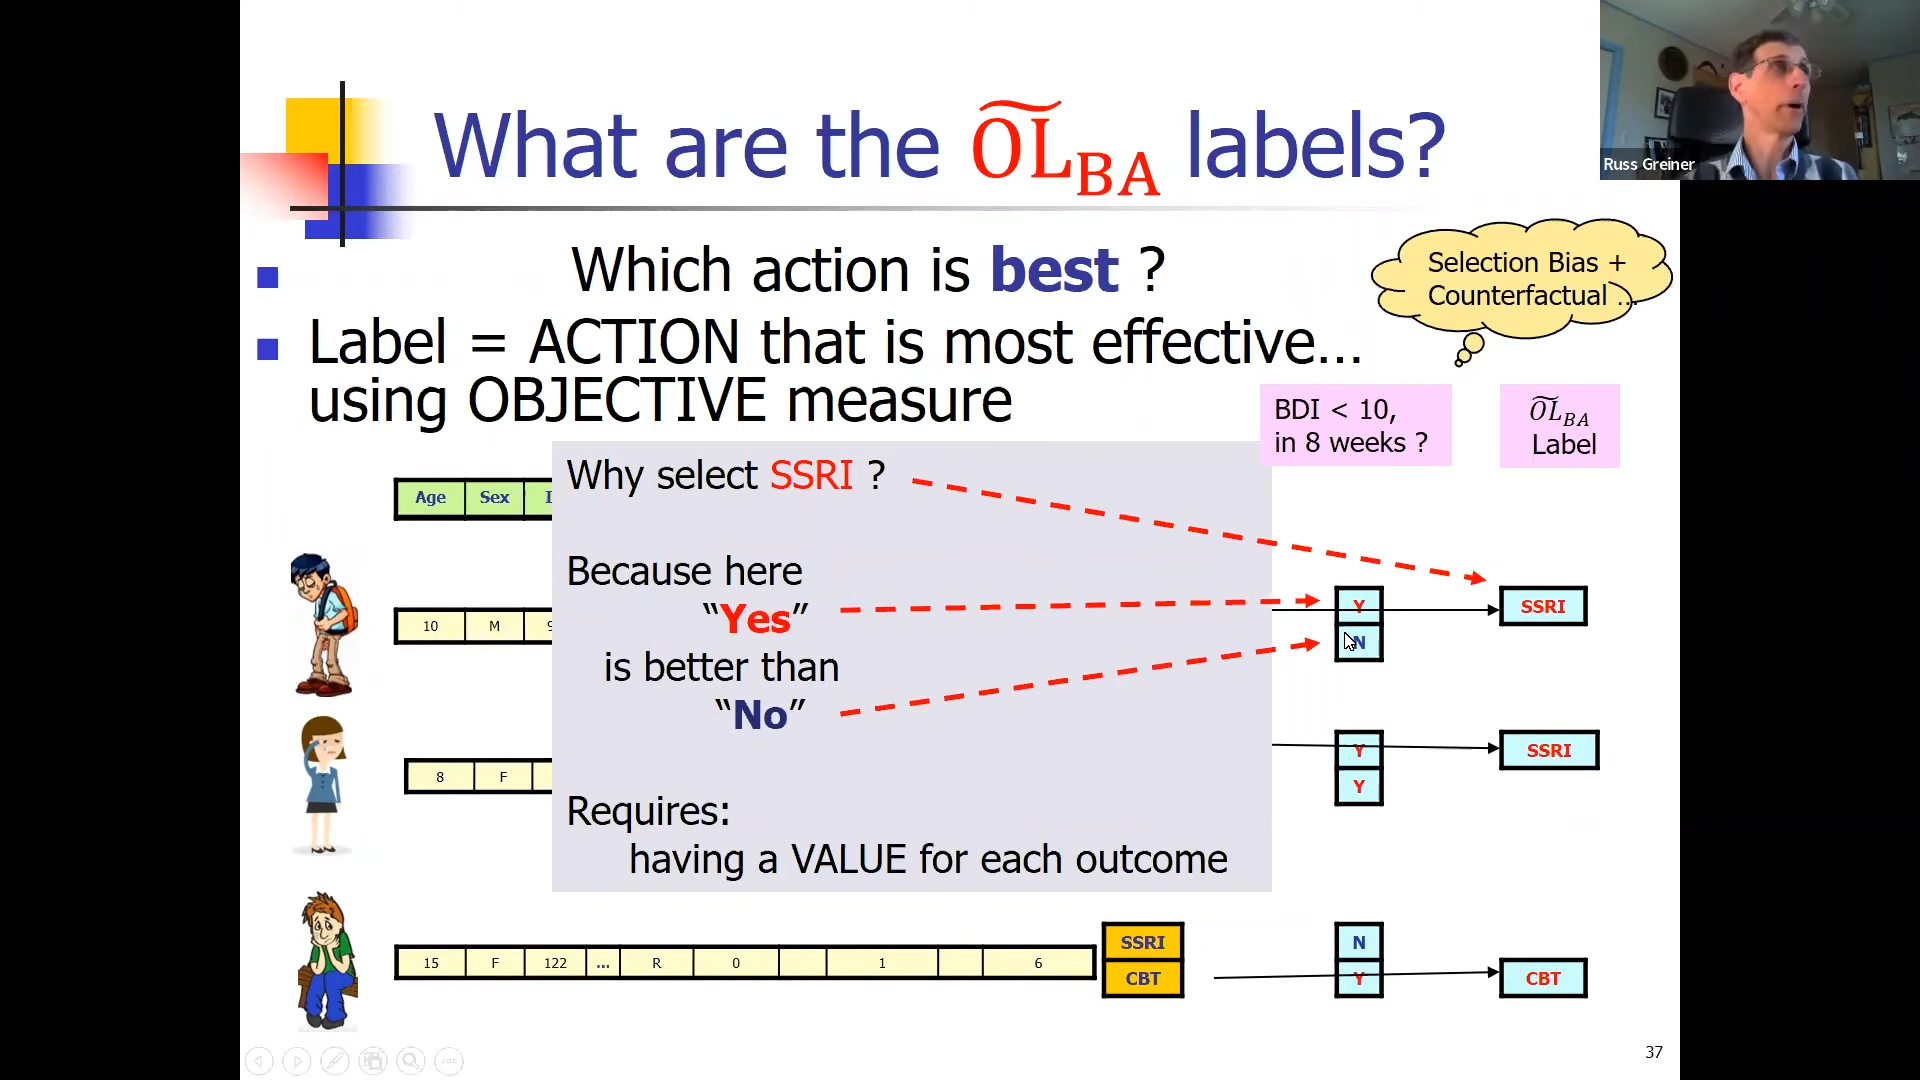 What are the O͂L_BA labels?
Russ Greiner
Which action is best ?
Selection Bias +
Counterfactual ...
Label = ACTION that is most effective...
using OBJECTIVE measure
BDI < 10,
in 8 weeks ?
O͂L_BA
Label
Why select SSRI ?
Age Sex I
Because here
“Yes”
is better than
“No”
10 M 9
Y
N
SSRI
8 F
Y
Y
SSRI
Requires:
having a VALUE for each outcome
15 F 122 ... R 0 1 6
SSRI
CBT
N
Y
CBT
37